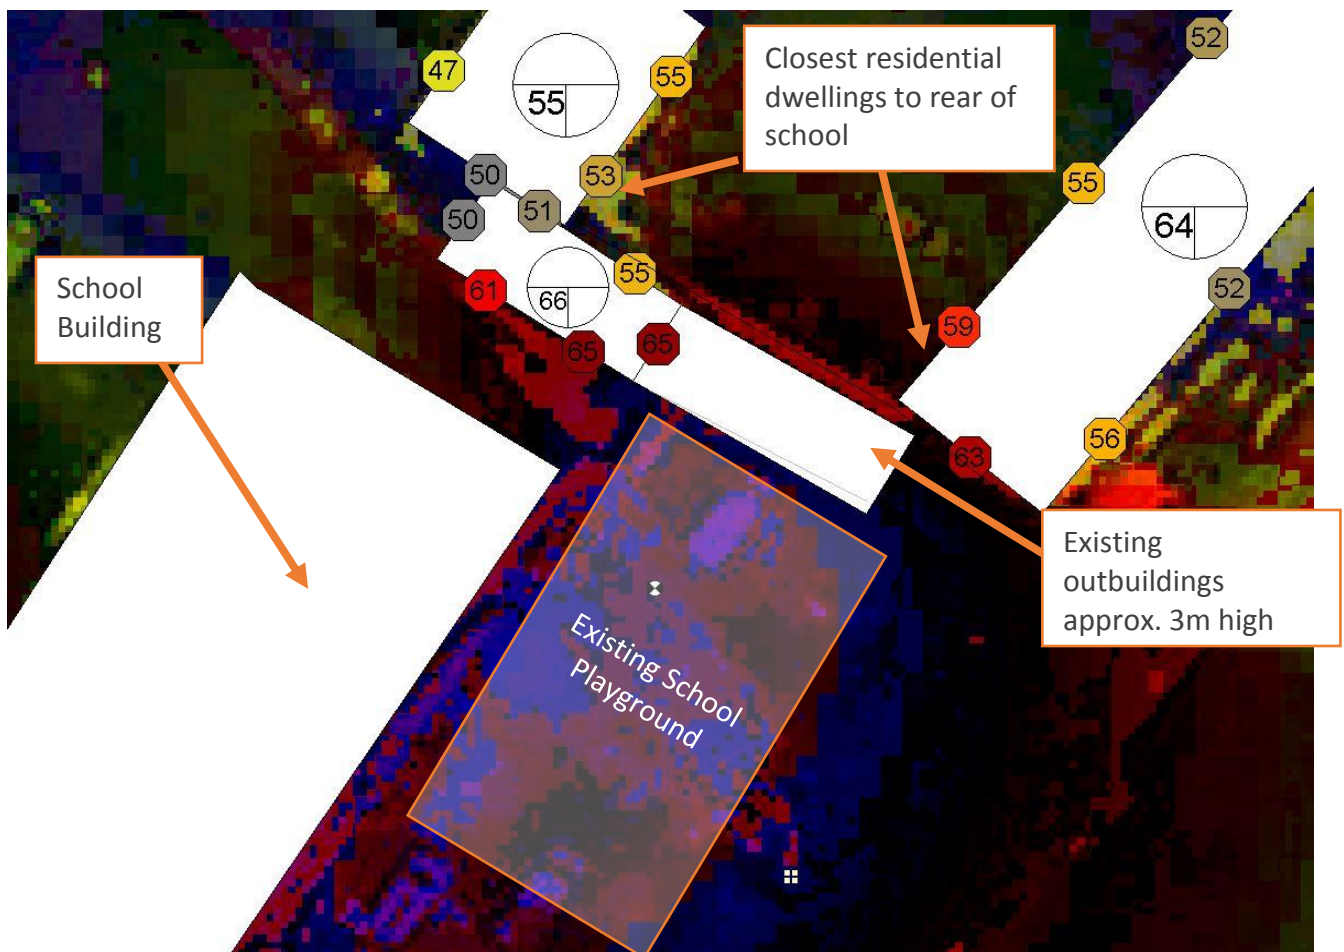 52
47
55
55
Closest residential
dwellings to rear of
school
50
53
55
51
50
64
School
Building
55
61
66
52
59
65
65
56
63
Existing
outbuildings
approx. 3m high
Existing School
Playground